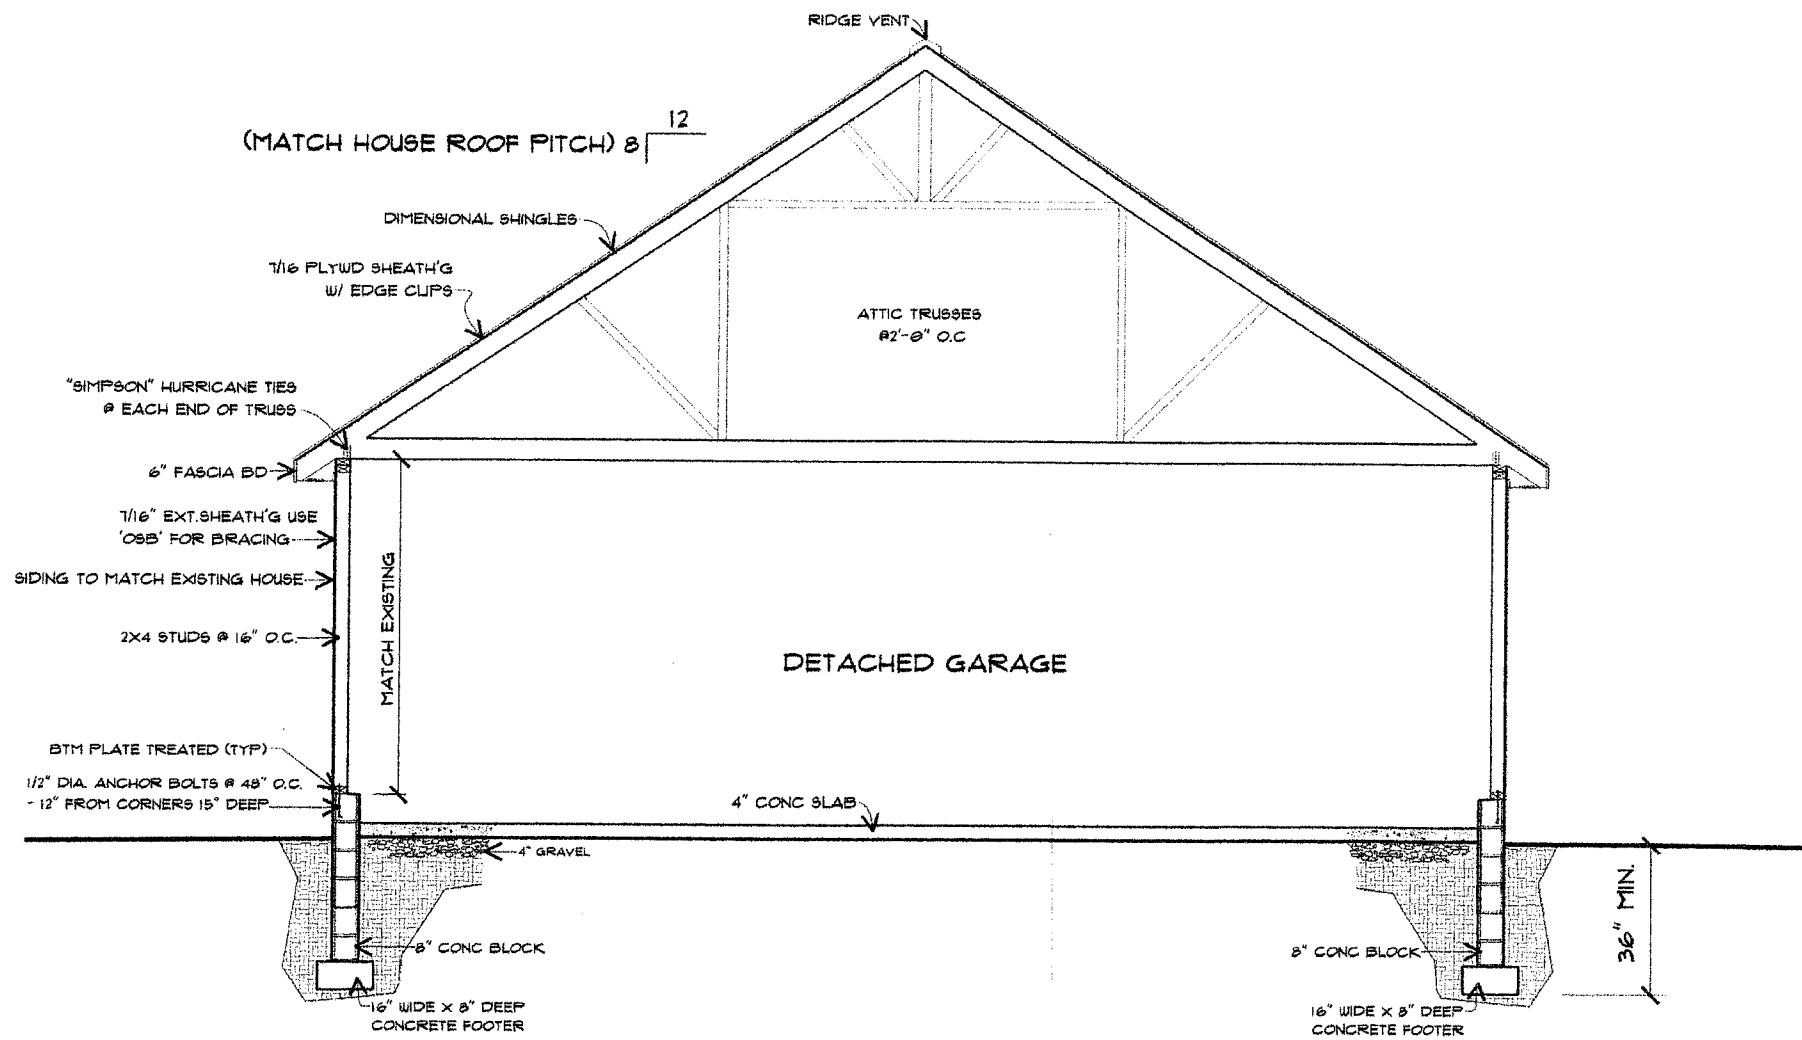 RIDGE VENT
12
(MATCH HOUSE ROOF PITCH) 8
DIMENSIONAL SHINGLES
7/16 PLYWD SHEATH'G
W/ EDGE CLIPS
ATTIC TRUSSES
@2'-0" O.C
"SIMPSON" HURRICANE TIES
@ EACH END OF TRUSS
6" FASCIA BD
7/16" EXT.SHEATH'G USE
'OSB' FOR BRACING
SIDING TO MATCH EXISTING HOUSE
2X4 STUDS @ 16" O.C.
MATCH EXISTING
DETACHED GARAGE
BTM PLATE TREATED (TYP)
1/2" DIA. ANCHOR BOLTS @ 48" O.C.
- 12" FROM CORNERS 15" DEEP
4" CONC SLAB
4" GRAVEL
36" MIN.
8" CONC BLOCK
8" CONC BLOCK
16" WIDE X 8" DEEP
CONCRETE FOOTER
16" WIDE X 8" DEEP
CONCRETE FOOTER